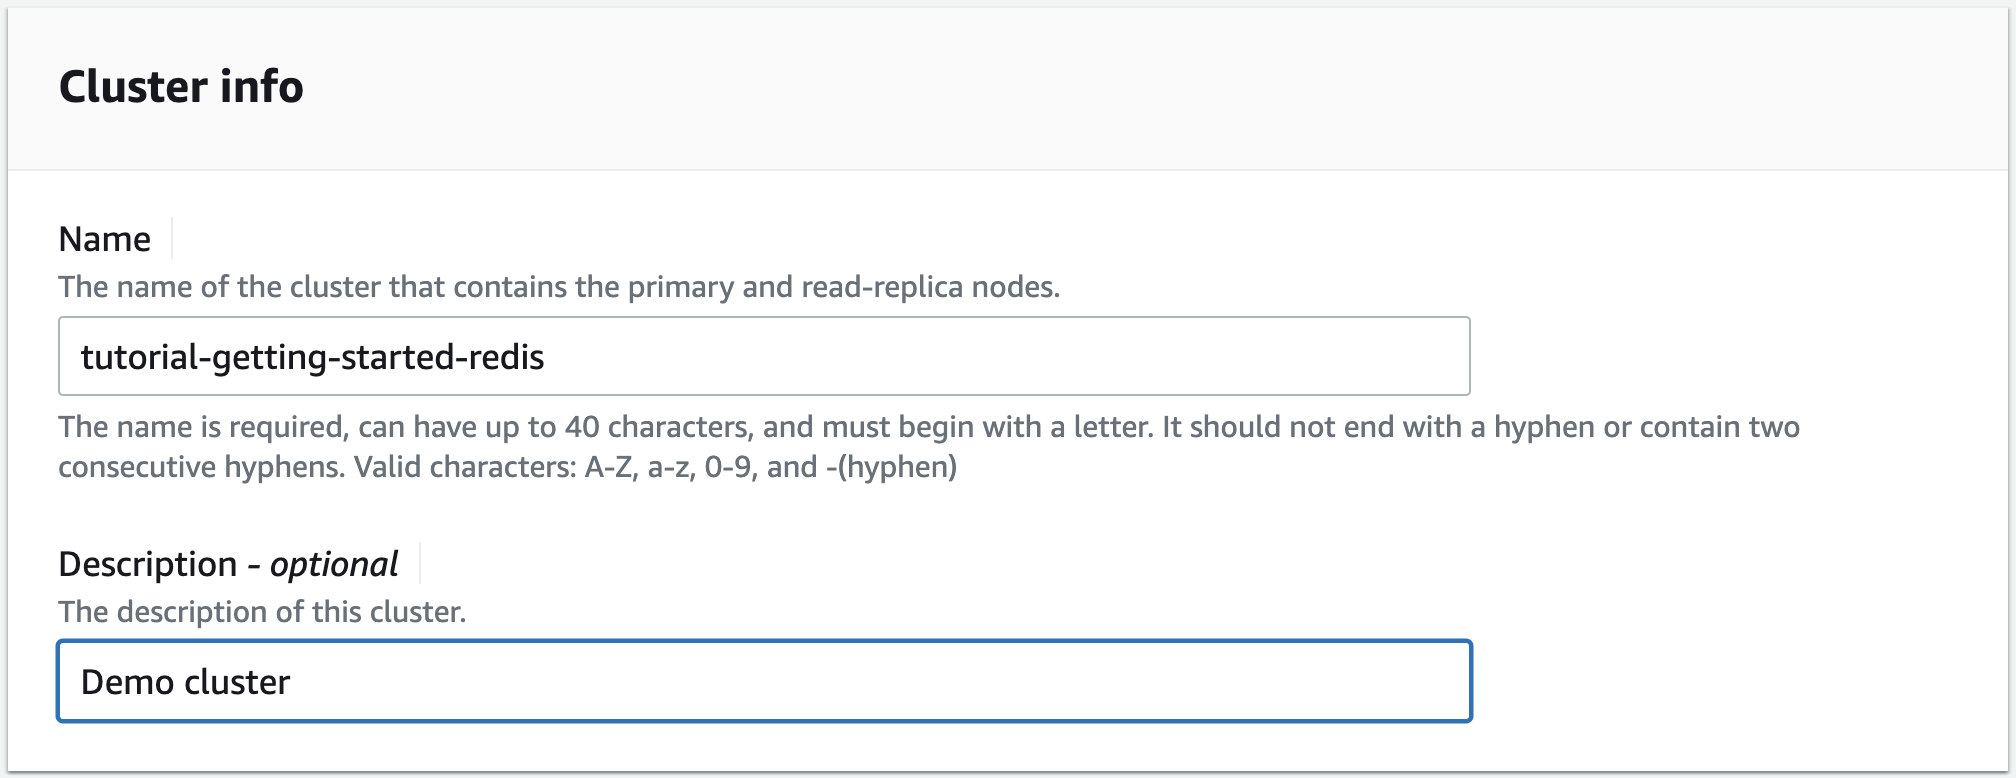 Cluster info
Name
The name of the cluster that contains the primary and read-replica nodes.
tutorial-getting-started-redis
The name is required, can have up to 40 characters, and must begin with a letter. It should not end with a hyphen or contain two
consecutive hyphens. Valid characters: A-Z, a-z, 0-9, and -(hyphen)
Description - optional
The description of this cluster.
Demo cluster